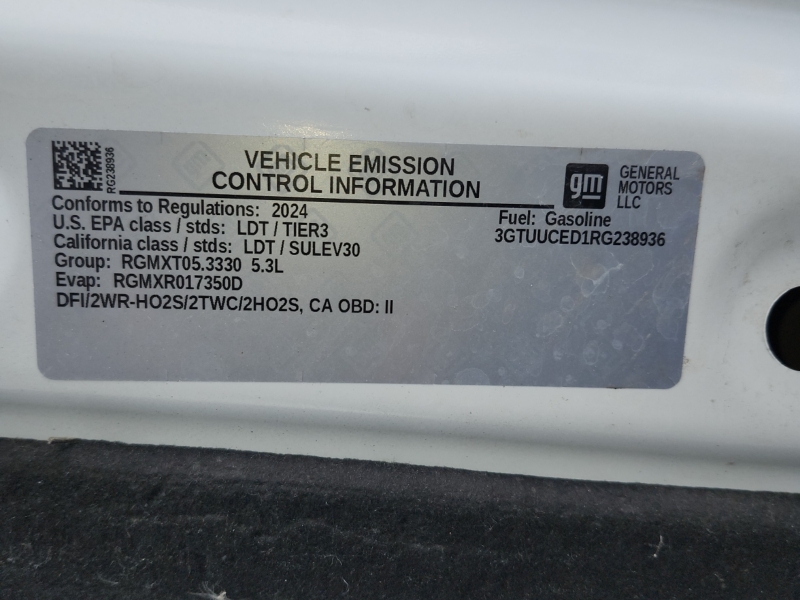 RG238936
VEHICLE EMISSION
CONTROL INFORMATION
gm
GENERAL
MOTORS
LLC
Conforms to Regulations: 2024
U.S. EPA class / stds: LDT / TIER3
California class / stds: LDT / SULEV30
Group: RGMXT05.3330 5.3L
Evap: RGMXR017350D
DFI/2WR-HO2S/2TWC/2HO2S, CA OBD: II
Fuel: Gasoline
3GTUUCED1RG238936